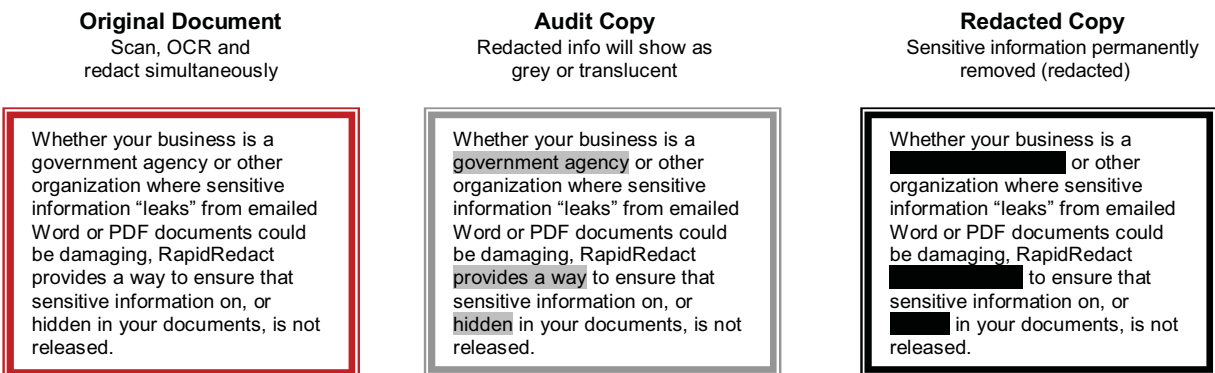 Original Document
Scan, OCR and
redact simultaneously
Whether your business is a
government agency or other
organization where sensitive
information “leaks” from emailed
Word or PDF documents could
be damaging, RapidRedact
provides a way to ensure that
sensitive information on, or
hidden in your documents, is not
released.
Audit Copy
Redacted info will show as
grey or translucent
Whether your business is a
government agency or other
organization where sensitive
information “leaks” from emailed
Word or PDF documents could
be damaging, RapidRedact
provides a way to ensure that
sensitive information on, or
hidden in your documents, is not
released.
Redacted Copy
Sensitive information permanently
removed (redacted)
Whether your business is a
or other
organization where sensitive
information “leaks” from emailed
Word or PDF documents could
be damaging, RapidRedact
to ensure that
sensitive information on, or
in your documents, is not
released.